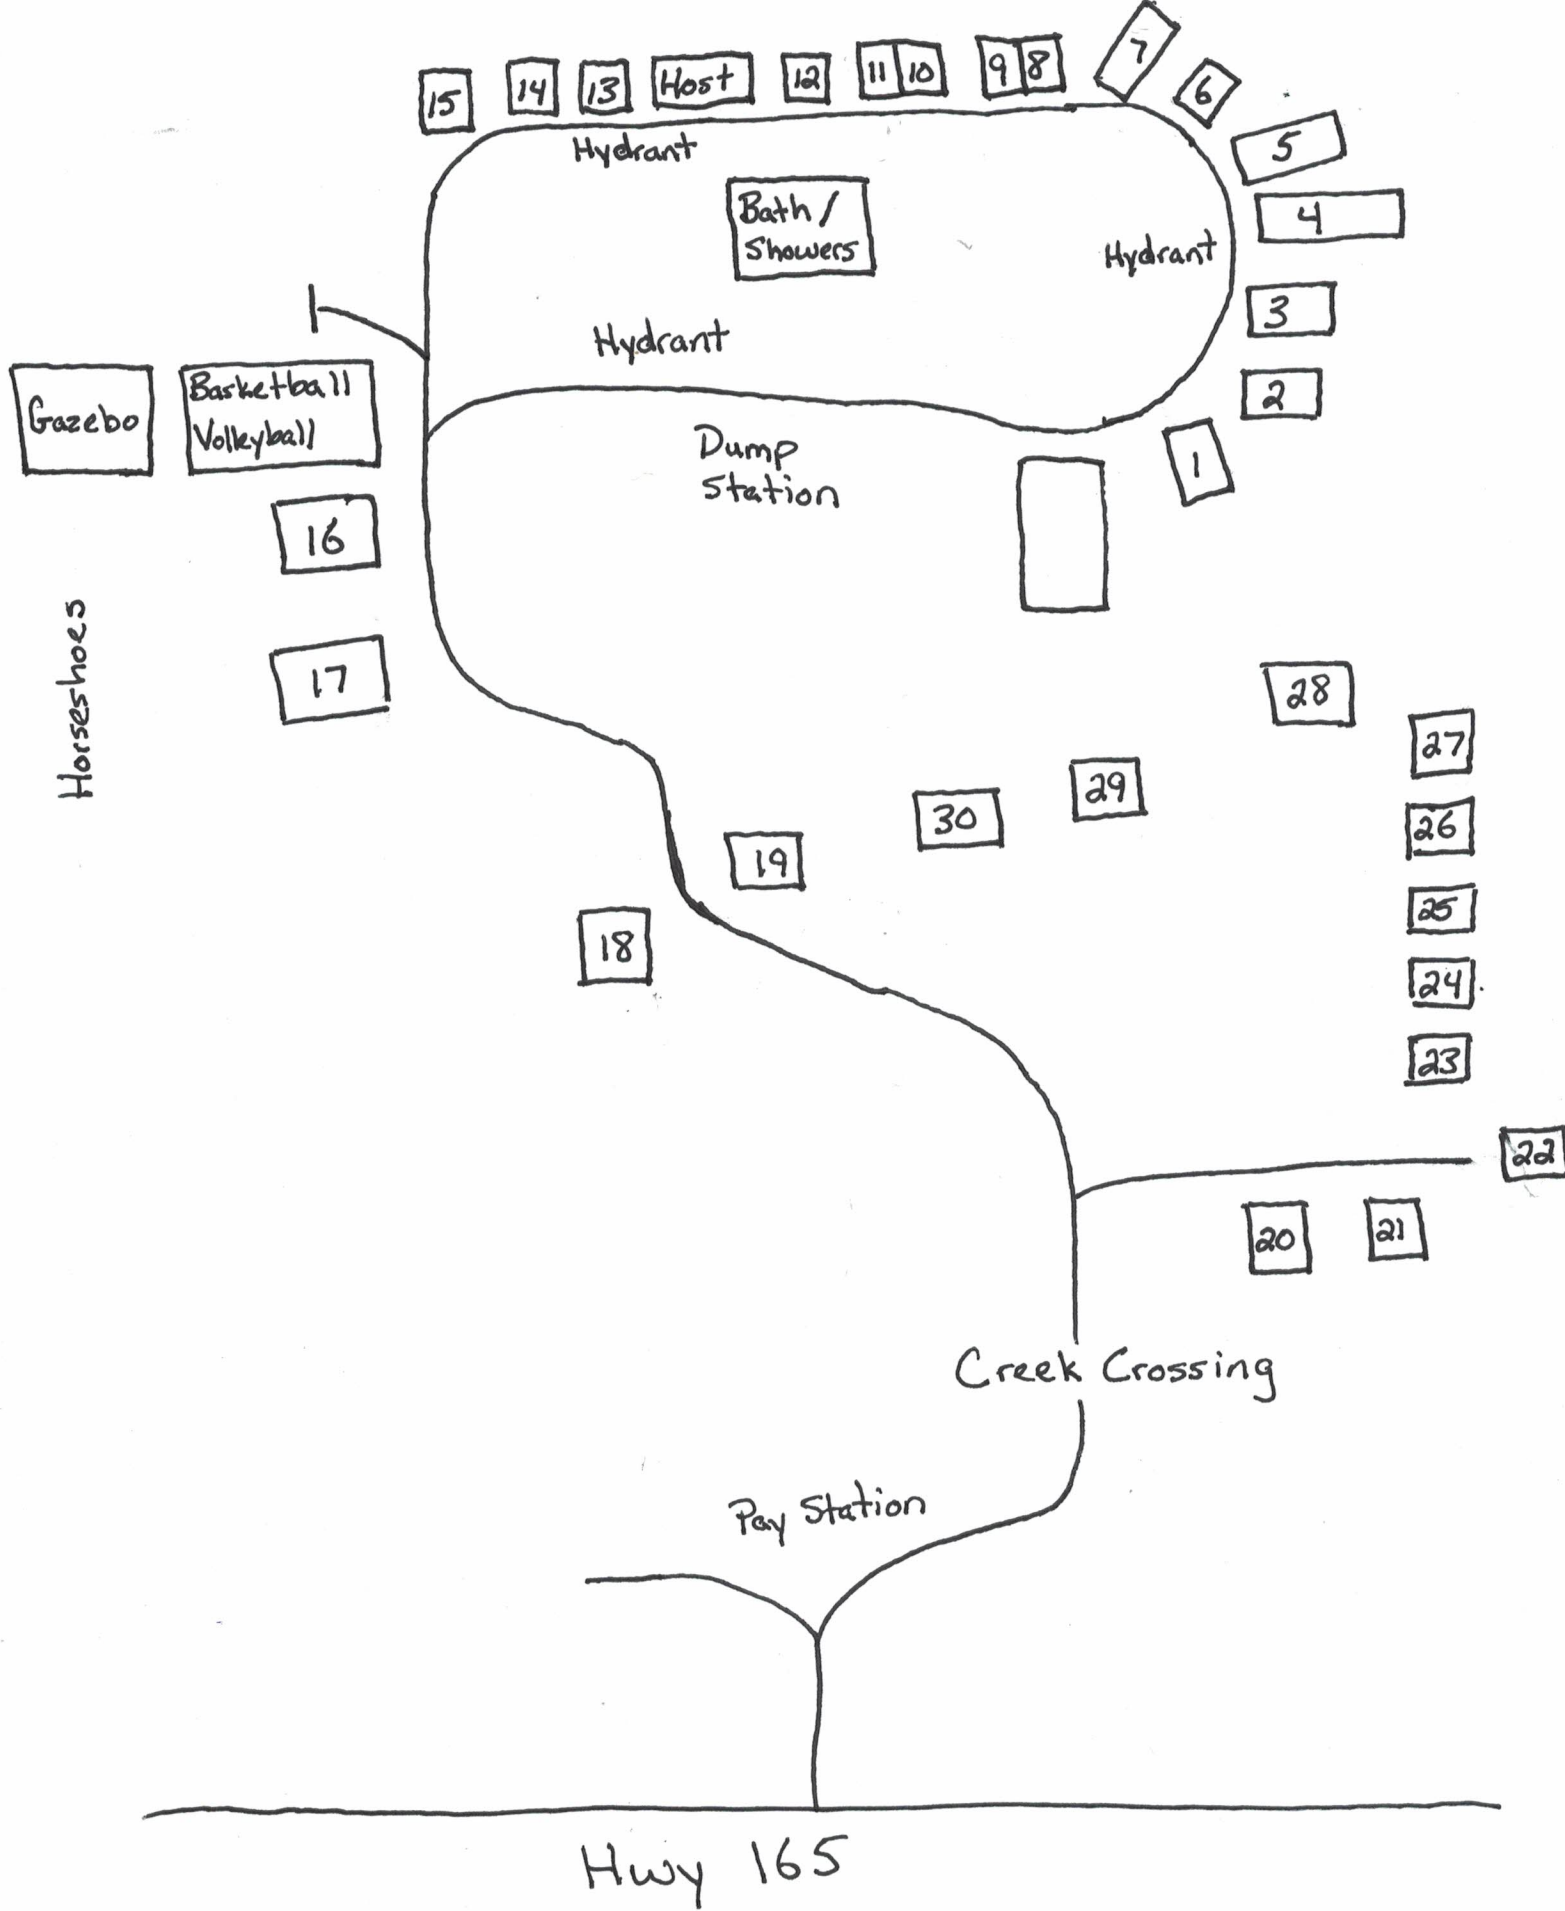 7
15
14
13
Host
12
11
10
9
8
6
5
Hydrant
Bath /
Showers
4
Hydrant
3
Hydrant
2
Gazebo
Basketball
Volleyball
Dump
Station
1
16
Horseshoes
17
28
27
29
30
26
19
25
18
24
23
22
20
21
Creek Crossing
Pay Station
Hwy 165